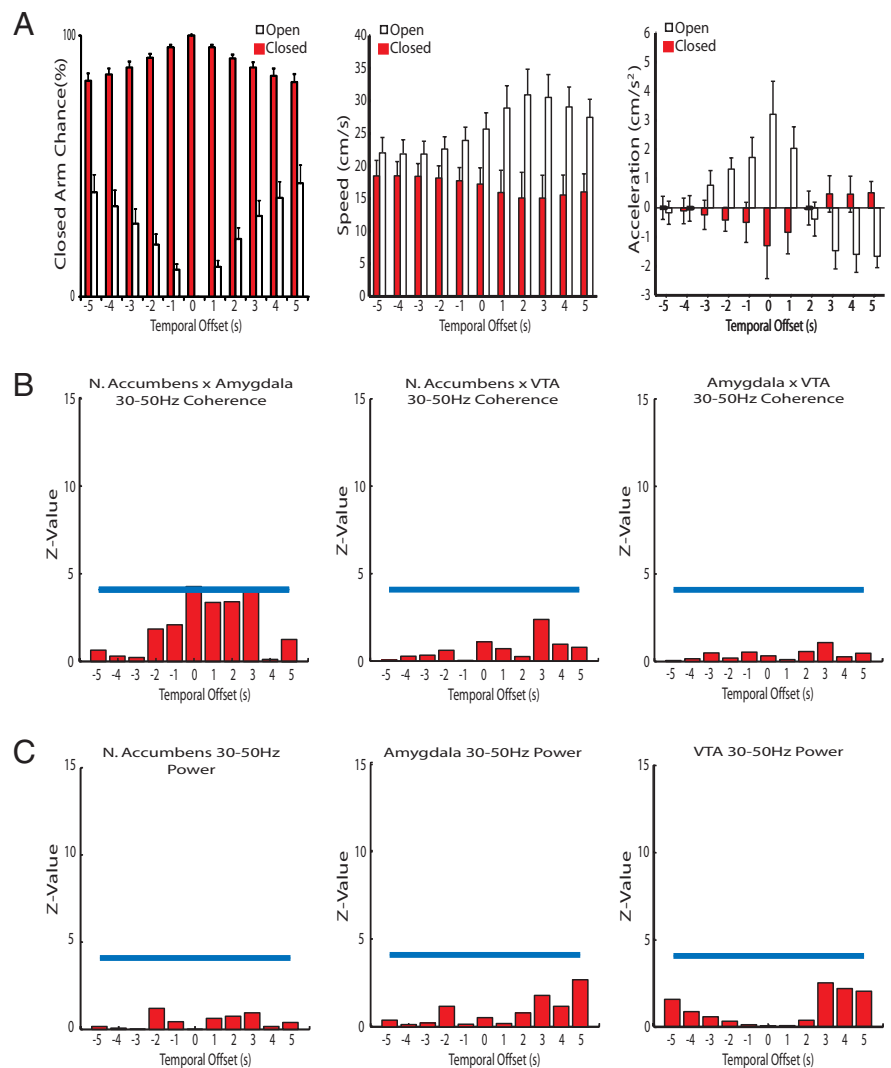 A
Open
Closed
100
0
Closed Arm Chance(%)
-5 -4 -3 -2 -1 0 1 2 3 4 5
Temporal Offset (s)
Open
Closed
40
35
30
25
20
15
10
5
0
Speed (cm/s)
-5 -4 -3 -2 -1 0 1 2 3 4 5
Temporal Offset (s)
Open
Closed
6
5
4
3
2
1
0
-1
-2
-3
Acceleration (cm/s²)
-5 -4 -3 -2 -1 0 1 2 3 4 5
Temporal Offset (s)
B
N. Accumbens x Amygdala
30-50Hz Coherence
15
10
5
0
Z-Value
-5 -4 -3 -2 -1 0 1 2 3 4 5
Temporal Offset (s)
N. Accumbens x VTA
30-50Hz Coherence
15
10
5
0
Z-Value
-5 -4 -3 -2 -1 0 1 2 3 4 5
Temporal Offset (s)
Amygdala x VTA
30-50Hz Coherence
15
10
5
0
Z-Value
-5 -4 -3 -2 -1 0 1 2 3 4 5
Temporal Offset (s)
C
N. Accumbens 30-50Hz
Power
15
10
5
0
Z-Value
-5 -4 -3 -2 -1 0 1 2 3 4 5
Temporal Offset (s)
Amygdala 30-50Hz Power
15
10
5
0
Z-Value
-5 -4 -3 -2 -1 0 1 2 3 4 5
Temporal Offset (s)
VTA 30-50Hz Power
15
10
5
0
Z-Value
-5 -4 -3 -2 -1 0 1 2 3 4 5
Temporal Offset (s)